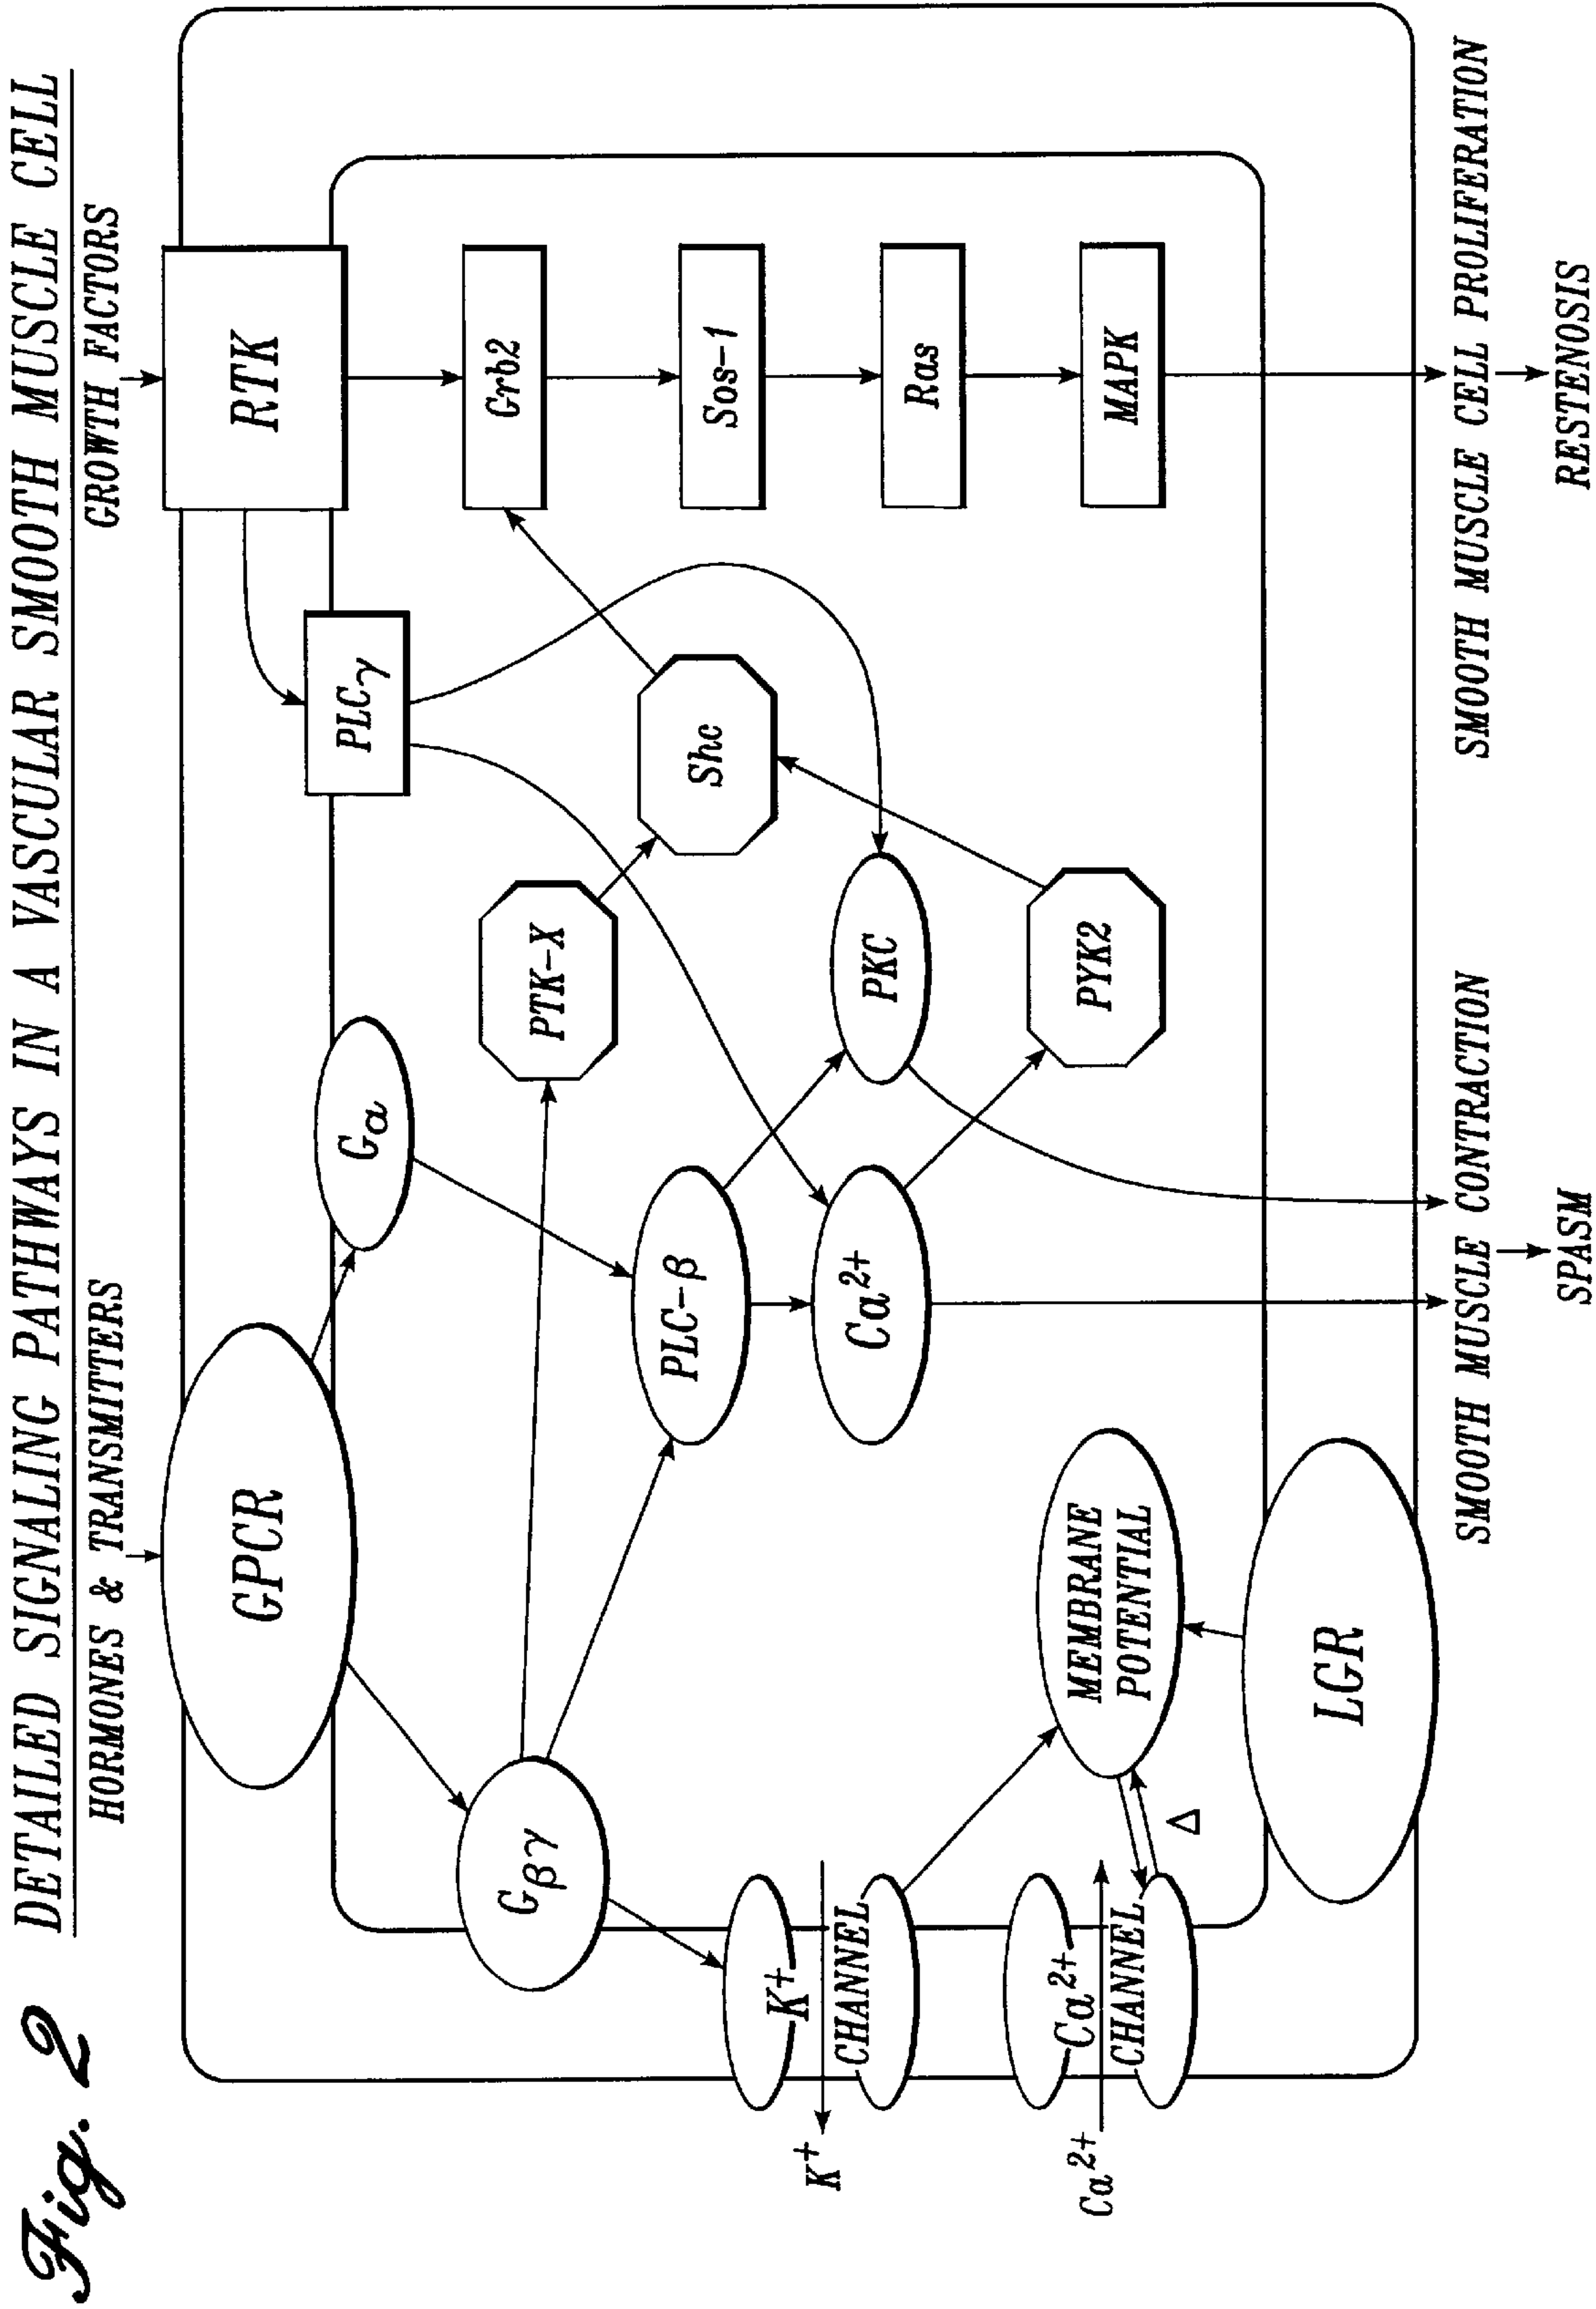 Fig. 2
DETAILED SIGNALING PATHWAYS IN A VASCULAR SMOOTH MUSCLE CELL
HORMONES & TRANSMITTERS
GROWTH FACTORS
GPCR
RTK
Gα
PLCγ
Gβγ
PTK-X
Grb2
PLC-β
Shc
Sos-1
K+
K+
CHANNEL
Ca2+
PKC
Ras
Ca2+
Ca2+
CHANNEL
Δ
MEMBRANE
POTENTIAL
PYK2
MAPK
LGR
SMOOTH MUSCLE CONTRACTION
SMOOTH MUSCLE CELL PROLIFERATION
SPASM
RESTENOSIS